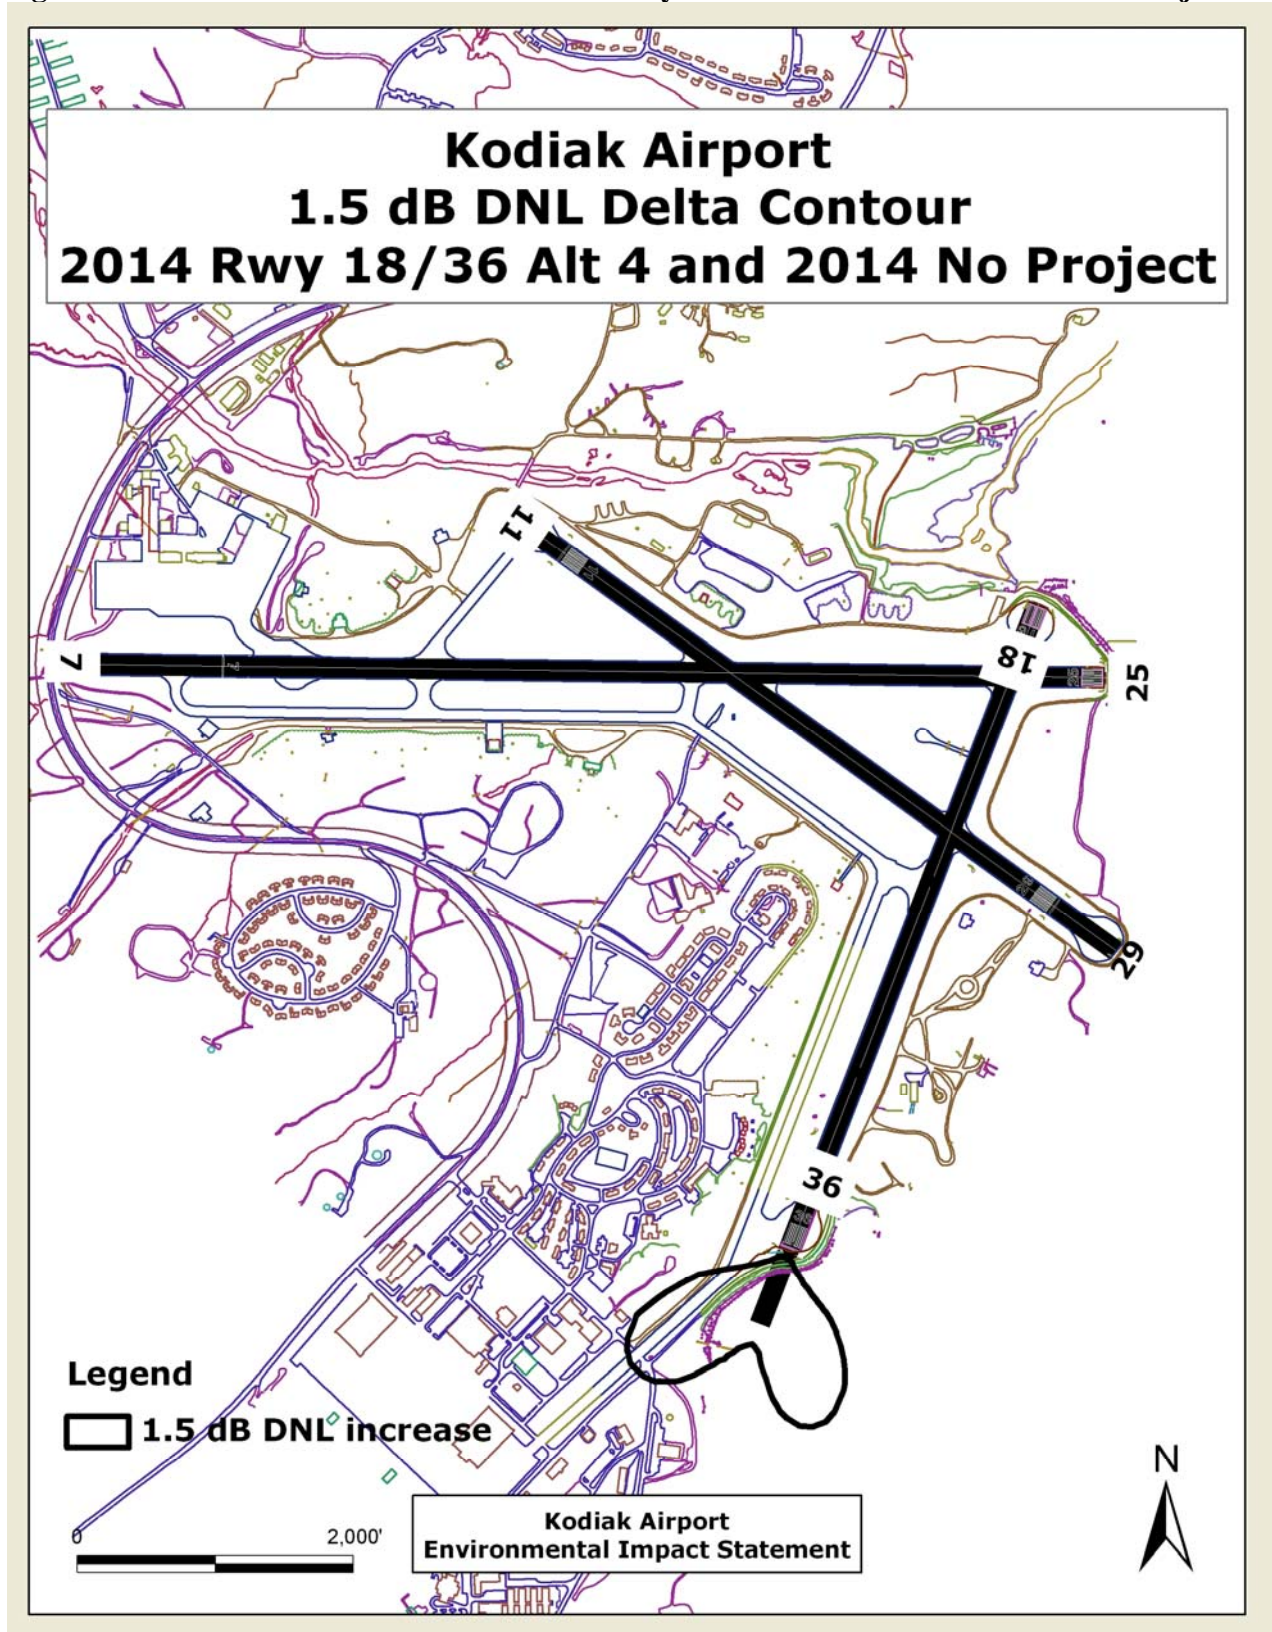 Kodiak Airport
1.5 dB DNL Delta Contour
2014 Rwy 18/36 Alt 4 and 2014 No Project
11
7
18
25
25
29
36
Legend
1.5 dB DNL increase
N
0
2,000'
Kodiak Airport
Environmental Impact Statement